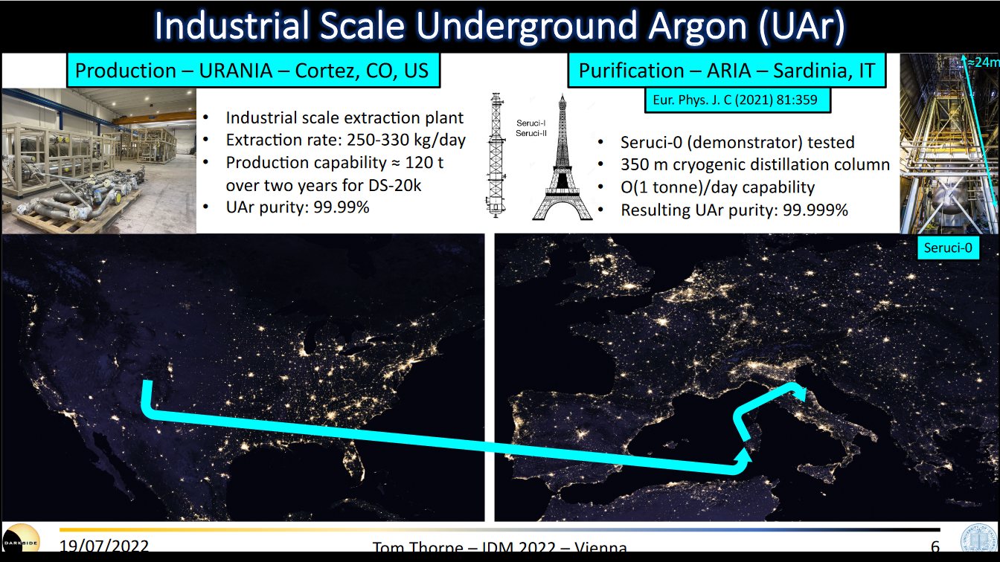 Industrial Scale Underground Argon (UAr)
Production – URANIA – Cortez, CO, US
• Industrial scale extraction plant
• Extraction rate: 250-330 kg/day
• Production capability ≈ 120 t
over two years for DS-20k
• UAr purity: 99.99%
Seruci-I
Seruci-II
Purification – ARIA – Sardinia, IT
Eur. Phys. J. C (2021) 81:359
• Seruci-0 (demonstrator) tested
• 350 m cryogenic distillation column
• O(1 tonne)/day capability
• Resulting UAr purity: 99.999%
≈24m
Seruci-0
DARKSIDE
19/07/2022
Tom Thorpe – IDM 2022 – Vienna
6